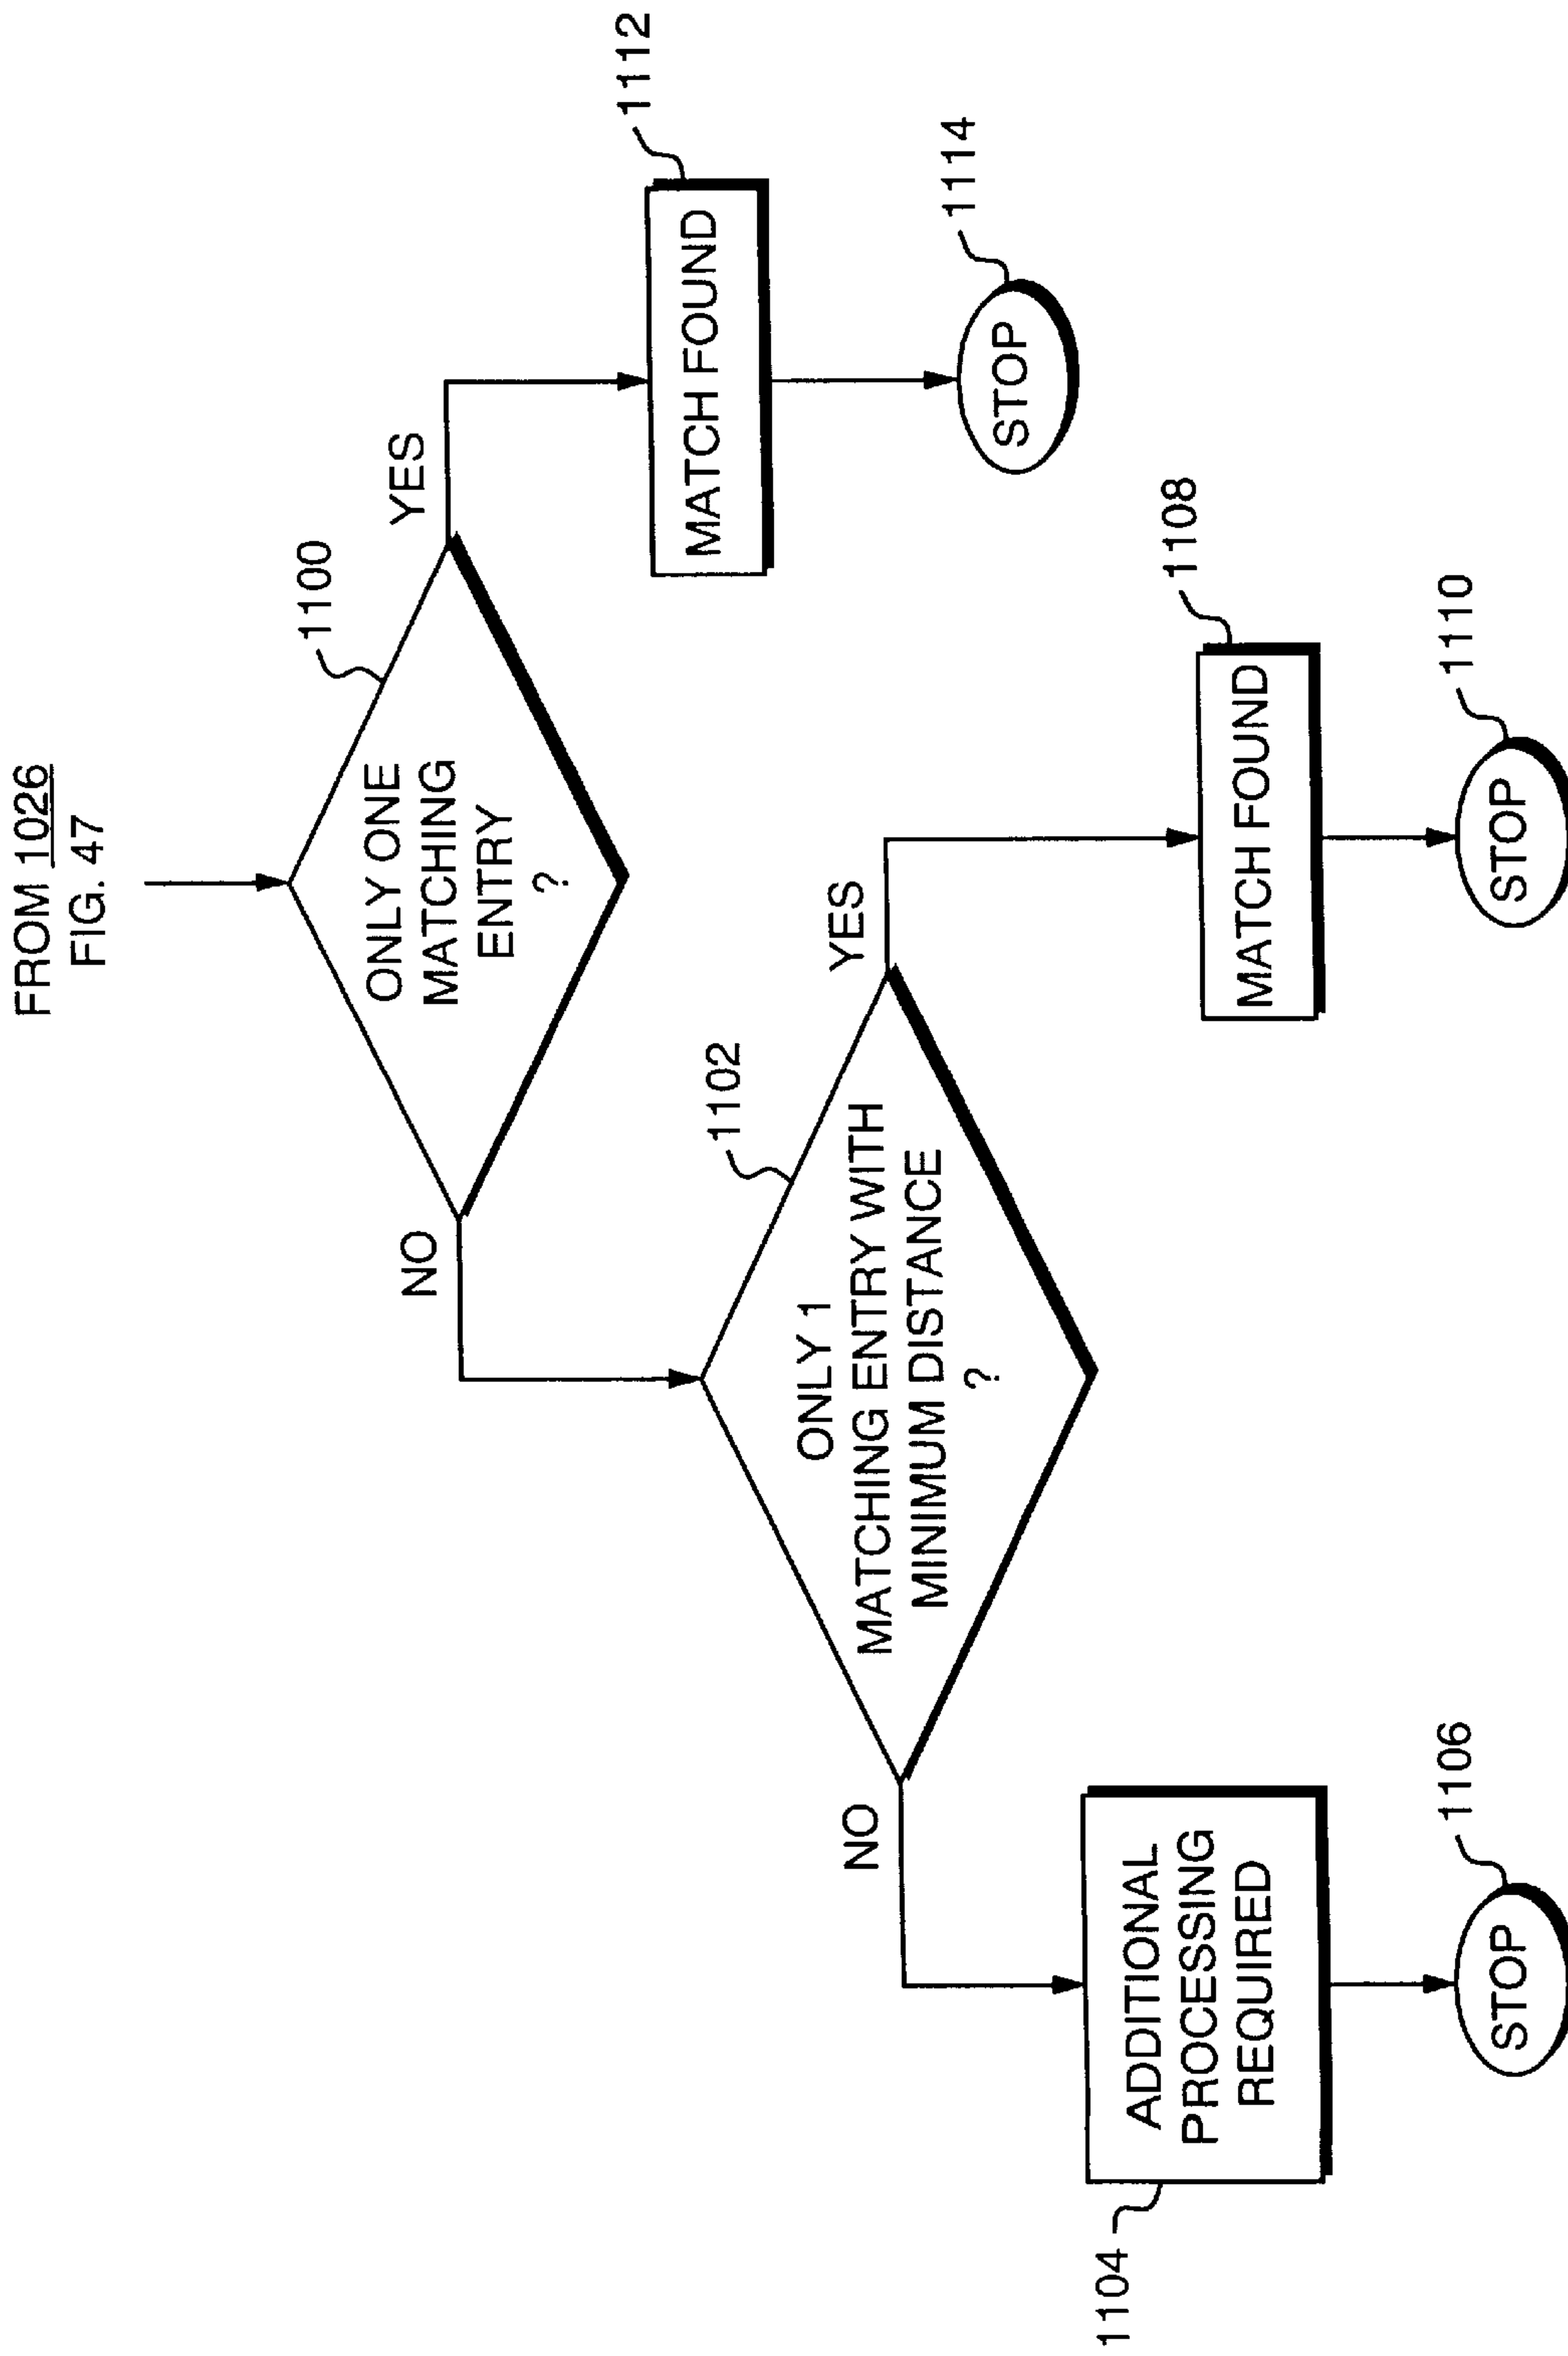 FROM 1026
FIG. 47
1100
ONLY ONE
MATCHING
ENTRY
?
YES
NO
1112
MATCH FOUND
1114
STOP
1102
ONLY 1
MATCHING ENTRY WITH
MINIMUM DISTANCE
?
YES
NO
1108
MATCH FOUND
1110
STOP
1104
ADDITIONAL
PROCESSING
REQUIRED
1106
STOP